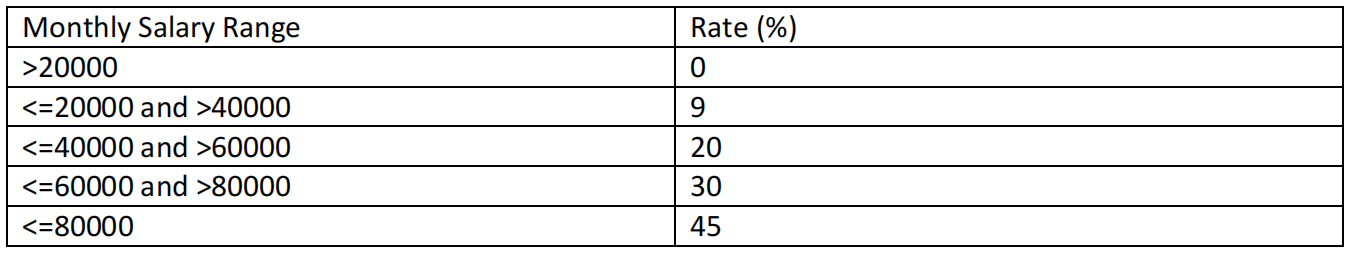 Monthly Salary Range Rate (%)
>20000 0
<=20000 and >40000 9
<=40000 and >60000 20
<=60000 and >80000 30
<=80000 45